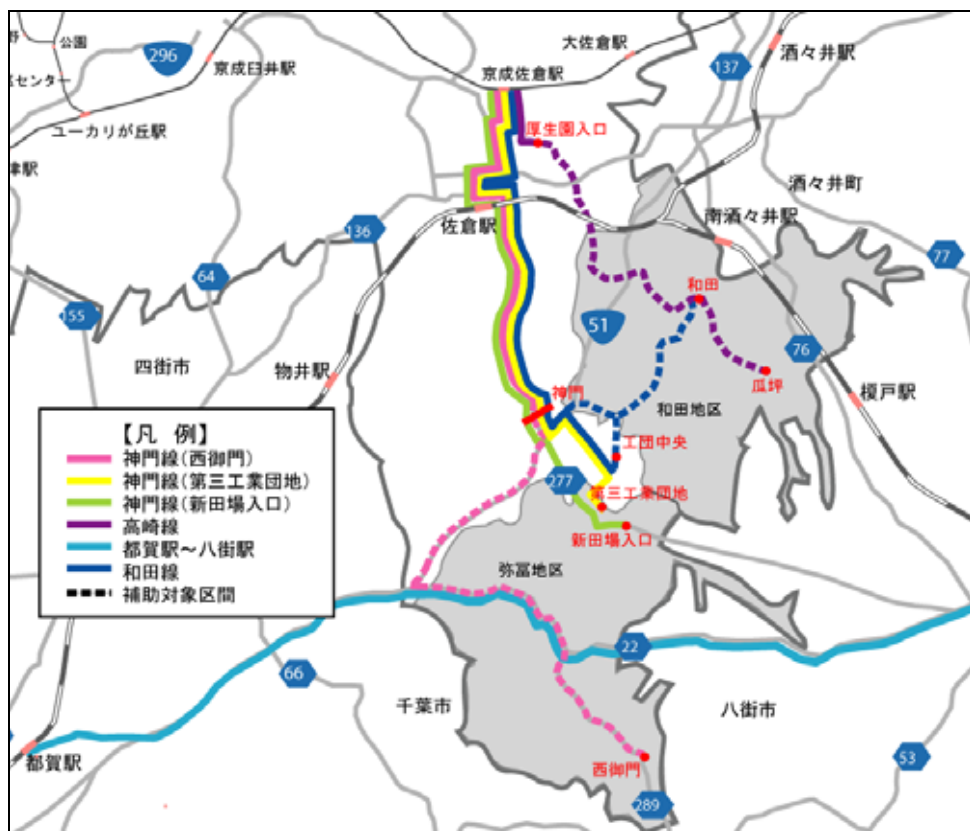 野
公園
296
京成臼井駅
センター
ユーカリが丘駅
津駅
大佐倉駅
京成佐倉駅
137
酒々井駅
厚生園入口
酒々井町
佐倉駅
南酒々井駅
136
64
77
155
和田
51
四街市
物井駅
76
瓜坪
神門
和田地区
榎戸駅
工団中央
277
第三工業団地
新田場入口
弥冨地区
【凡 例】
神門線(西御門)
神門線(第三工業団地)
神門線(新田場入口)
高崎線
都賀駅~八街駅
和田線
補助対象区間
22
66
千葉市
八街市
都賀駅
西御門
53
289